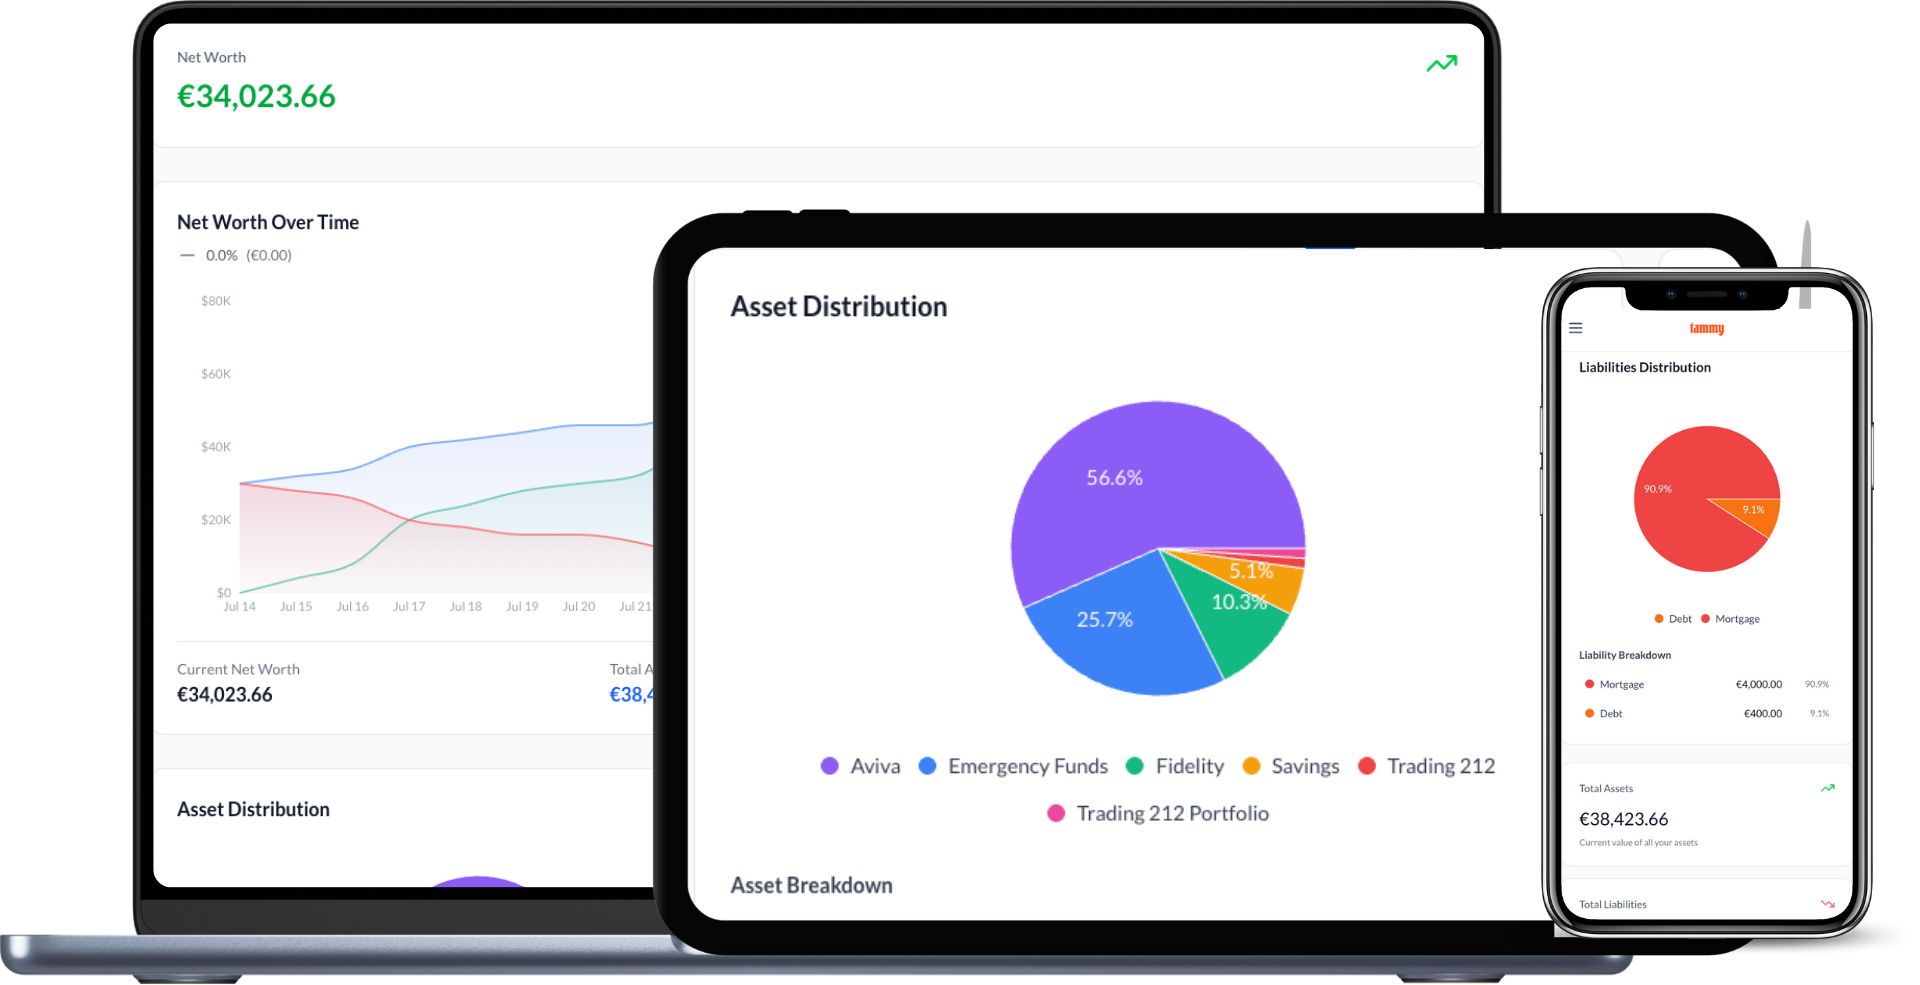 Net Worth
€34,023.66
Net Worth Over Time
— 0.0% (€0.00)
$80K
$60K
$40K
$20K
$0
Jul 14 Jul 15 Jul 16 Jul 17 Jul 18 Jul 19 Jul 20 Jul 21
Current Net Worth
€34,023.66
Total A
€38,4
Asset Distribution
Asset Distribution
56.6%
5.1%
10.3%
25.7%
Aviva Emergency Funds Fidelity Savings Trading 212
Trading 212 Portfolio
Asset Breakdown
tammy
Liabilities Distribution
90.9%
9.1%
Debt Mortgage
Liability Breakdown
Mortgage €4,000.00 90.9%
Debt €400.00 9.1%
Total Assets
€38,423.66
Current value of all your assets
Total Liabilities